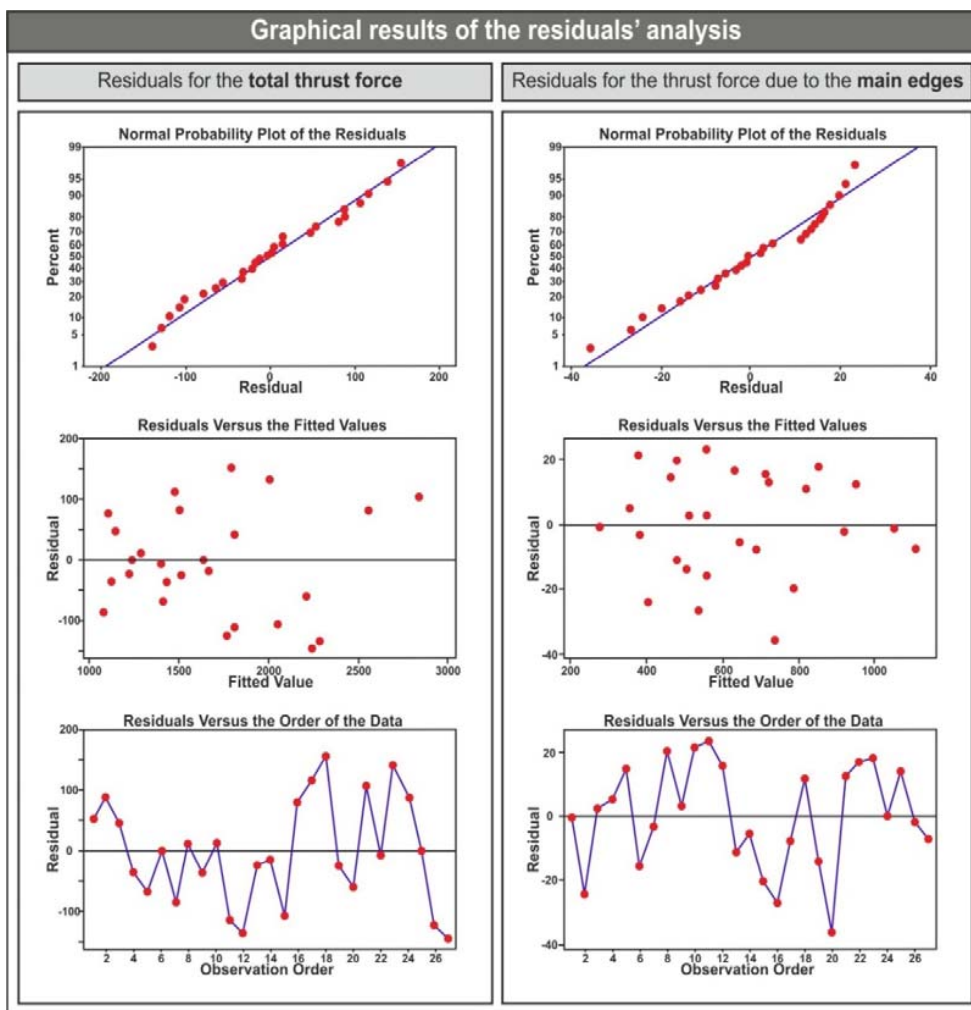 Graphical results of the residuals' analysis
Residuals for the total thrust force
Normal Probability Plot of the Residuals
99
95
90
80
70
60
50
40
30
20
10
5
1
Percent
-200 -100 0 100 200
Residual
Residuals Versus the Fitted Values
200
100
0
-100
Residual
1000 1500 2000 2500 3000
Fitted Value
Residuals Versus the Order of the Data
200
100
0
-100
Residual
2 4 6 8 10 12 14 16 18 20 22 24 26
Observation Order
Residuals for the thrust force due to the main edges
Normal Probability Plot of the Residuals
99
95
90
80
70
60
50
40
30
20
10
5
1
Percent
-40 -20 0 20 40
Residual
Residuals Versus the Fitted Values
20
0
-20
-40
Residual
200 400 600 800 1000
Fitted Value
Residuals Versus the Order of the Data
20
0
-20
-40
Residual
2 4 6 8 10 12 14 16 18 20 22 24 26
Observation Order